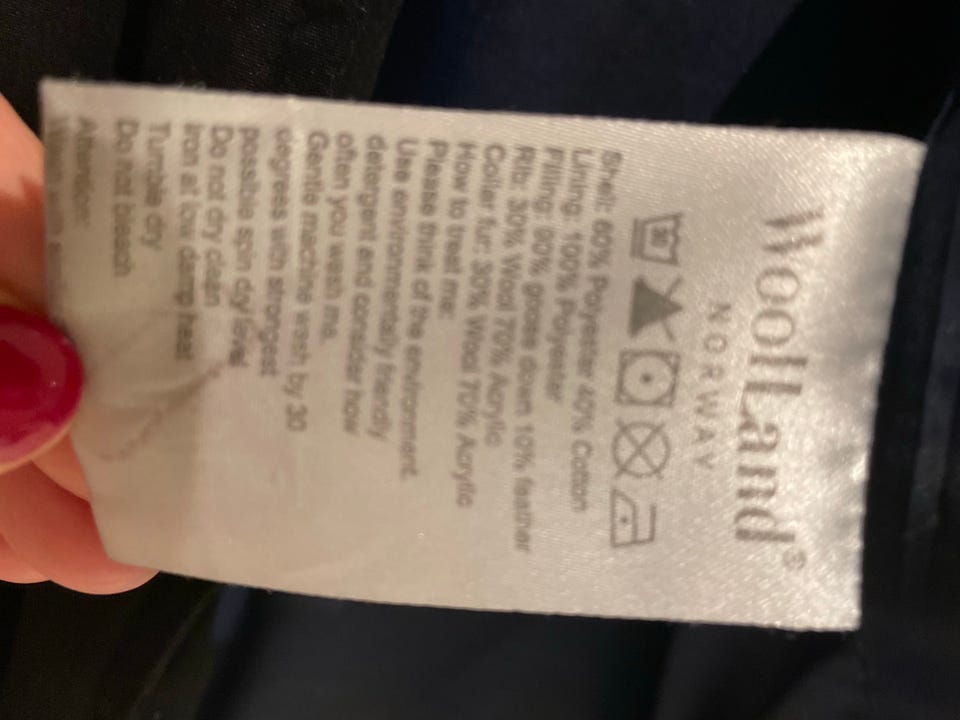 WoolLand®
NORWAY
30
Shell: 60% Polyester 40% Cotton
Lining: 100% Polyester
Filling: 90% goose down 10% feather
Rib: 30% Wool 70% Acrylic
Collar fur: 30% Wool 70% Acrylic
How to treat me:
Please think of the environment.
Use environmentally friendly
detergent and consider how
often you wash me.
Gentle machine wash by 30
degress with strongest
possible spin dry level
Do not dry clean
Iron at low damp heat
Tumble dry
Do not bleach
Attention: